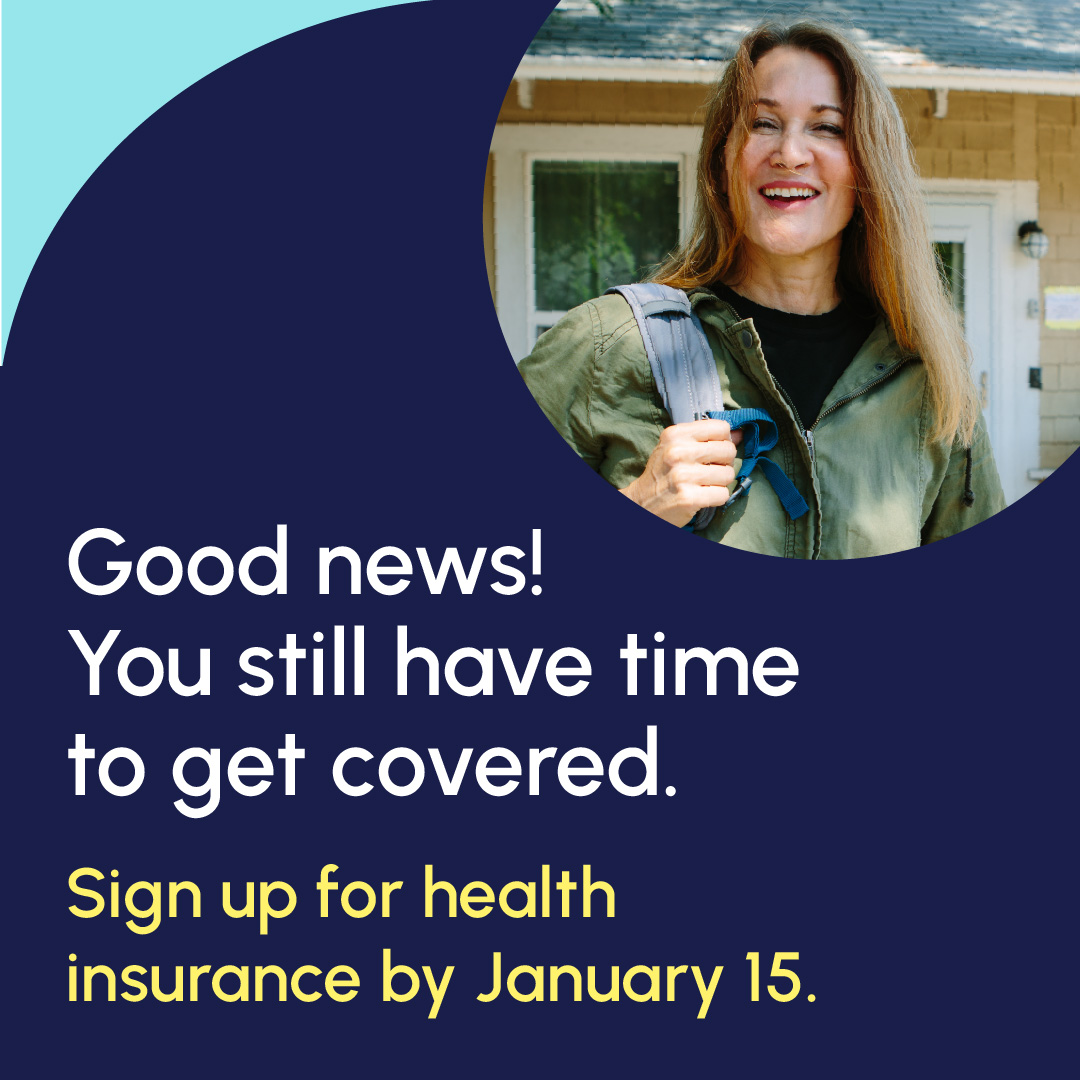 Good news!
You still have time
to get covered.
Sign up for health
insurance by January 15.